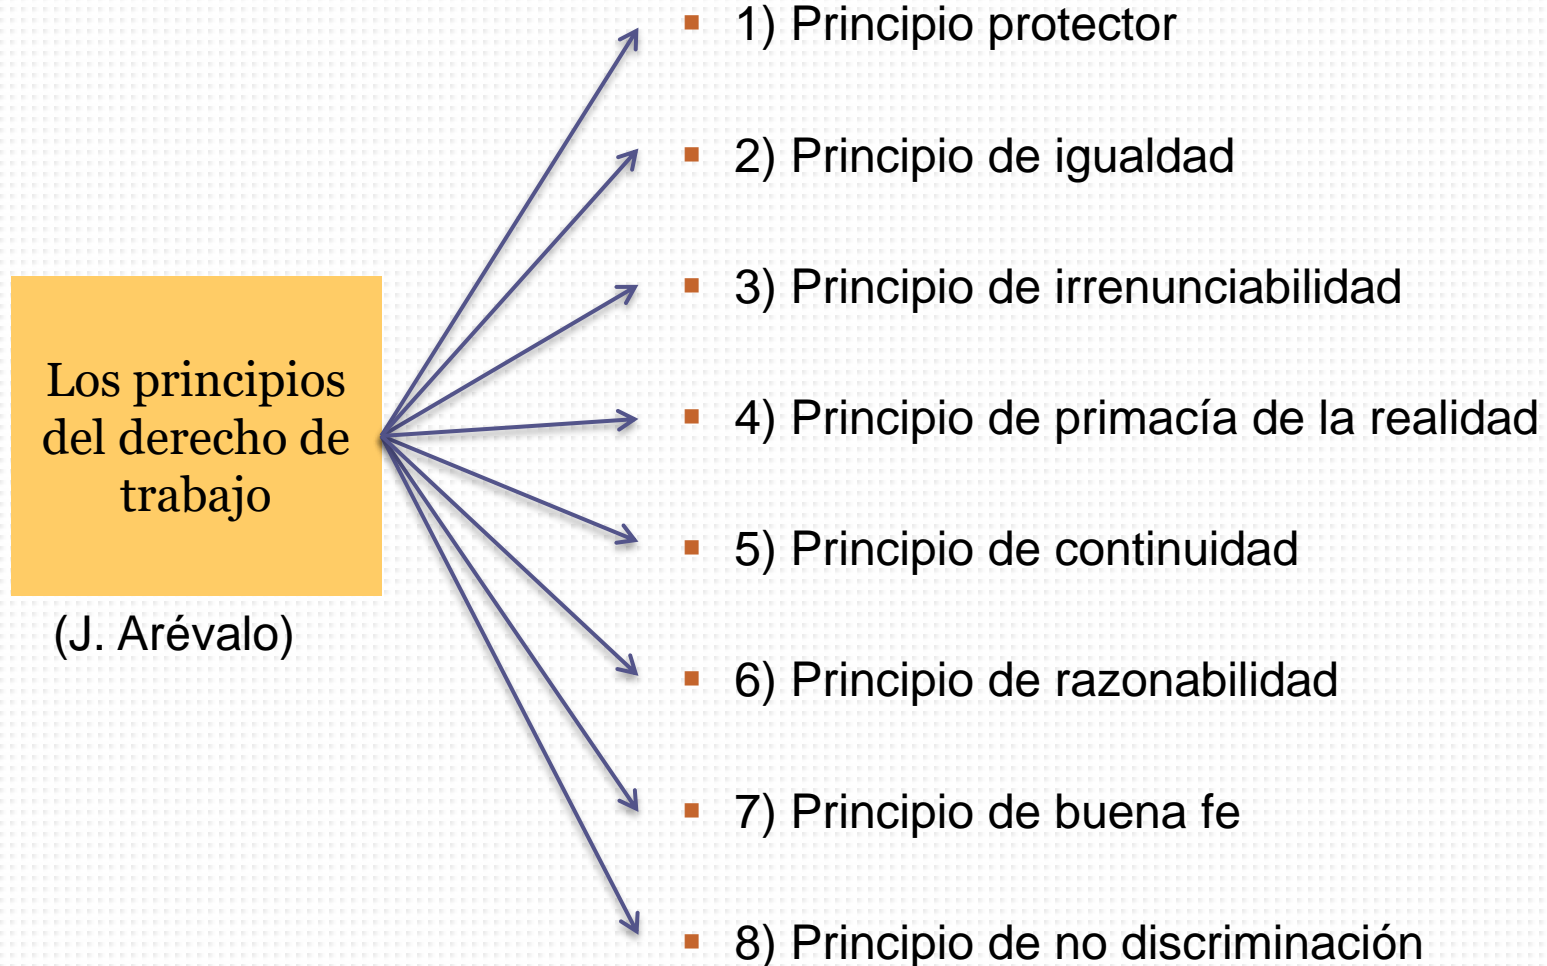 Los principios
del derecho de
trabajo
(J. Arévalo)
1) Principio protector
2) Principio de igualdad
3) Principio de irrenunciabilidad
4) Principio de primacía de la realidad
5) Principio de continuidad
6) Principio de razonabilidad
7) Principio de buena fe
8) Principio de no discriminación